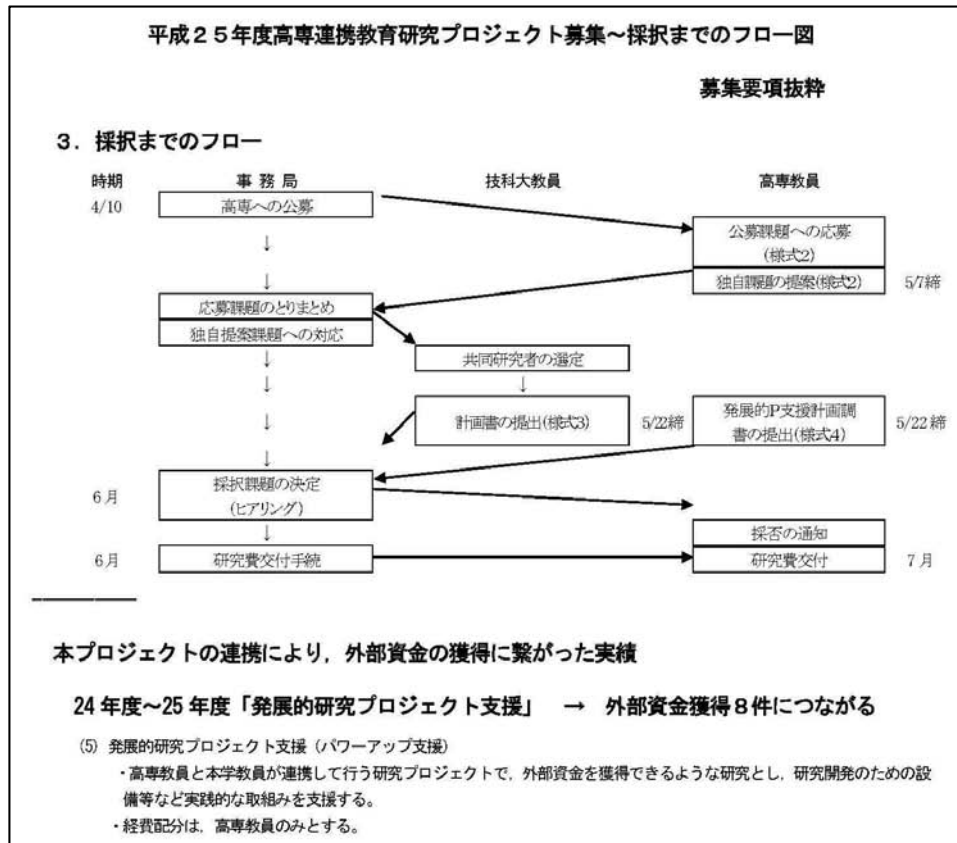 平成２５年度高専連携教育研究プロジェクト募集～採択までのフロー図
募集要項抜粋
３．採択までのフロー
時期 事務局 技科大教員 高専教員
4/10 高専への公募
公募課題への応募
(様式2)
↓
独自課題の提案(様式2) 5/7締
↓
応募課題のとりまとめ
独自提案課題への対応
↓ 共同研究者の選定
↓ ↓
↓ 計画書の提出(様式3) 5/22締 発展的P支援計画調
書の提出(様式4) 5/22締
↓
6月 採択課題の決定
(ヒアリング)
↓ 採否の通知
6月 研究費交付手続 研究費交付 7月
本プロジェクトの連携により，外部資金の獲得に繋がった実績
24年度～25年度「発展的研究プロジェクト支援」 → 外部資金獲得８件につながる
(5) 発展的研究プロジェクト支援（パワーアップ支援）
・高専教員と本学教員が連携して行う研究プロジェクトで，外部資金を獲得できるような研究とし，研究開発のための設
備等など実践的な取組みを支援する。
・経費配分は，高専教員のみとする。